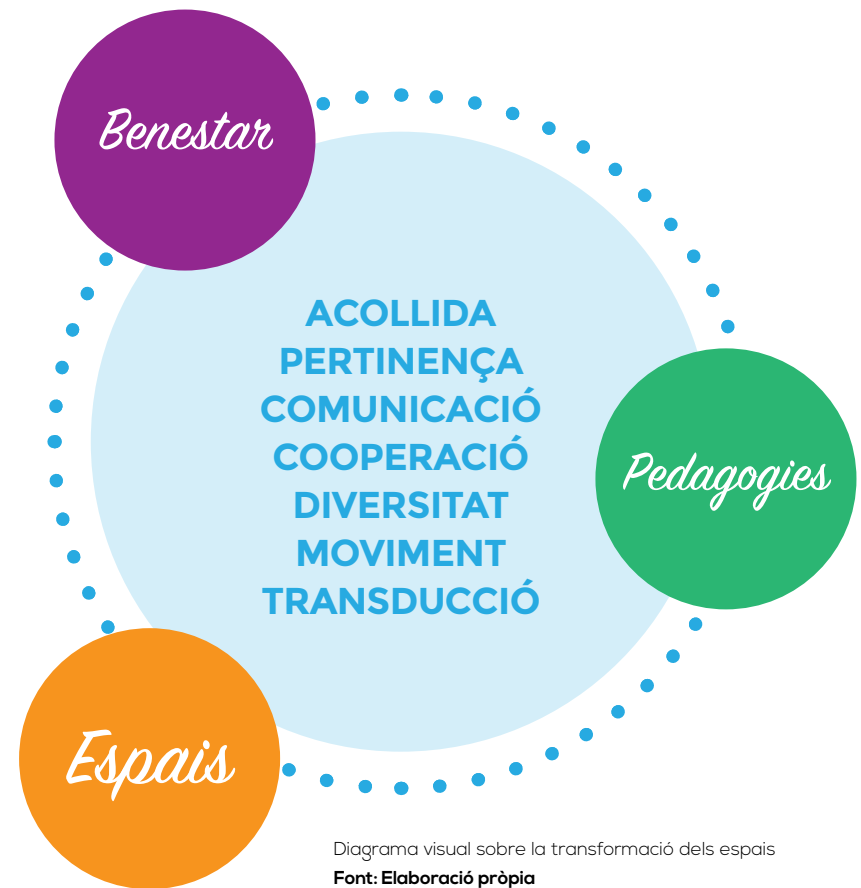 Benestar
ACOLLIDA
PERTINENÇA
COMUNICACIÓ
COOPERACIÓ
DIVERSITAT
MOVIMENT
TRANSDUCCIÓ
Pedagogies
Espais
Diagrama visual sobre la transformació dels espais
Font: Elaboració pròpia